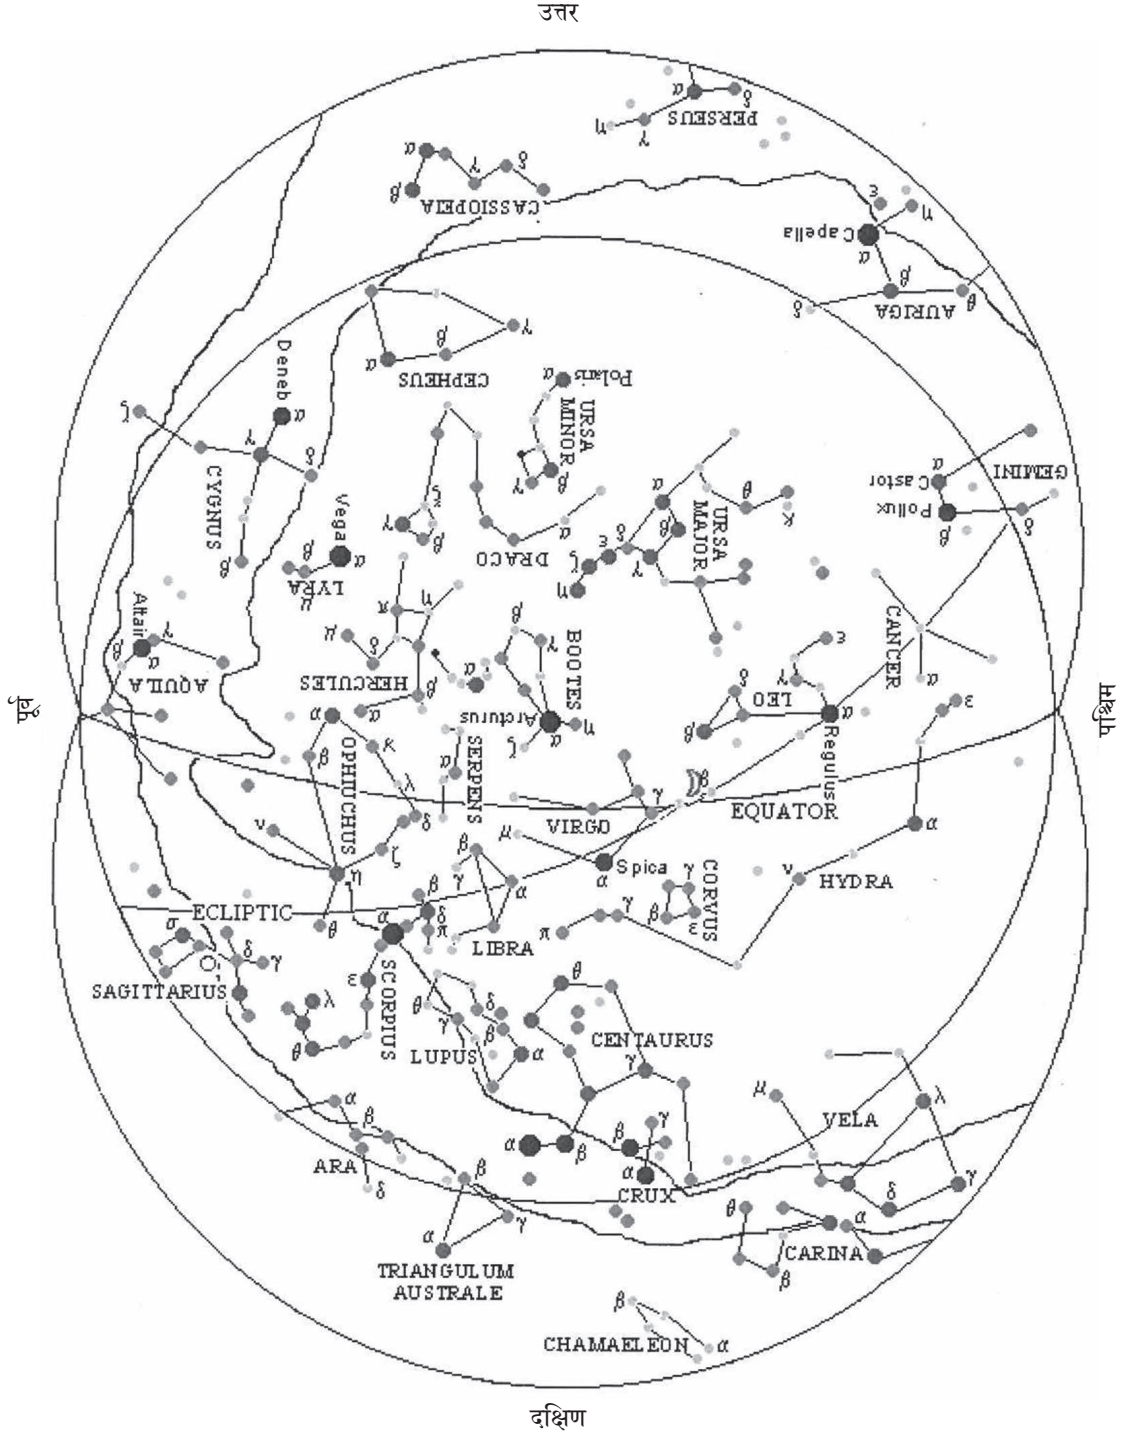 उत्तर
α
δ
PERSEUS
η
γ
α
γ
δ
β
CASSIOPEIA
ε
η
Capella
α
β
δ
AURIGA
θ
γ
β
α
CEPHEUS
Deneb
α
ζ
γ
δ
CYGNUS
β
α
Polaris
URSA
MINOR
β
γ
ζ
γ
β
α
DRACO
URSA
MAJOR
α
θ
κ
β
δ
ε
γ
ζ
η
α
Castor
GEMINI
Pollux
β
δ
Vega
α
β
LYRA
μ
Altair
γ
β
α
AQUILA
π
η
μ
δ
HERCULES
β
α
α
β
γ
BOOTES
Arcturus
α
η
ζ
CANCER
α
ε
γ
δ
LEO
β
α
Regulus
ε
पूर्व
पश्चिम
α
β
OPHIUCHUS
κ
λ
δ
ν
ζ
η
θ
SERPENS
α
VIRGO
γ
β
EQUATOR
μ
α
Spica
α
ν
HYDRA
γ
CORVUS
β
δ
γ
π
β
γ
α
LIBRA
ECLIPTIC
β
α
δ
π
SCORPIUS
ε
λ
θ
σ
δ
γ
SAGITTARIUS
θ
δ
γ
β
LUPUS
α
θ
CENTAURUS
γ
α
β
β
γ
α
CRUX
μ
VELA
λ
γ
δ
α
β
ARA
δ
β
γ
α
TRIANGULUM
AUSTRALE
θ
α
CARINA
β
β
CHAMAELEON
α
दक्षिण